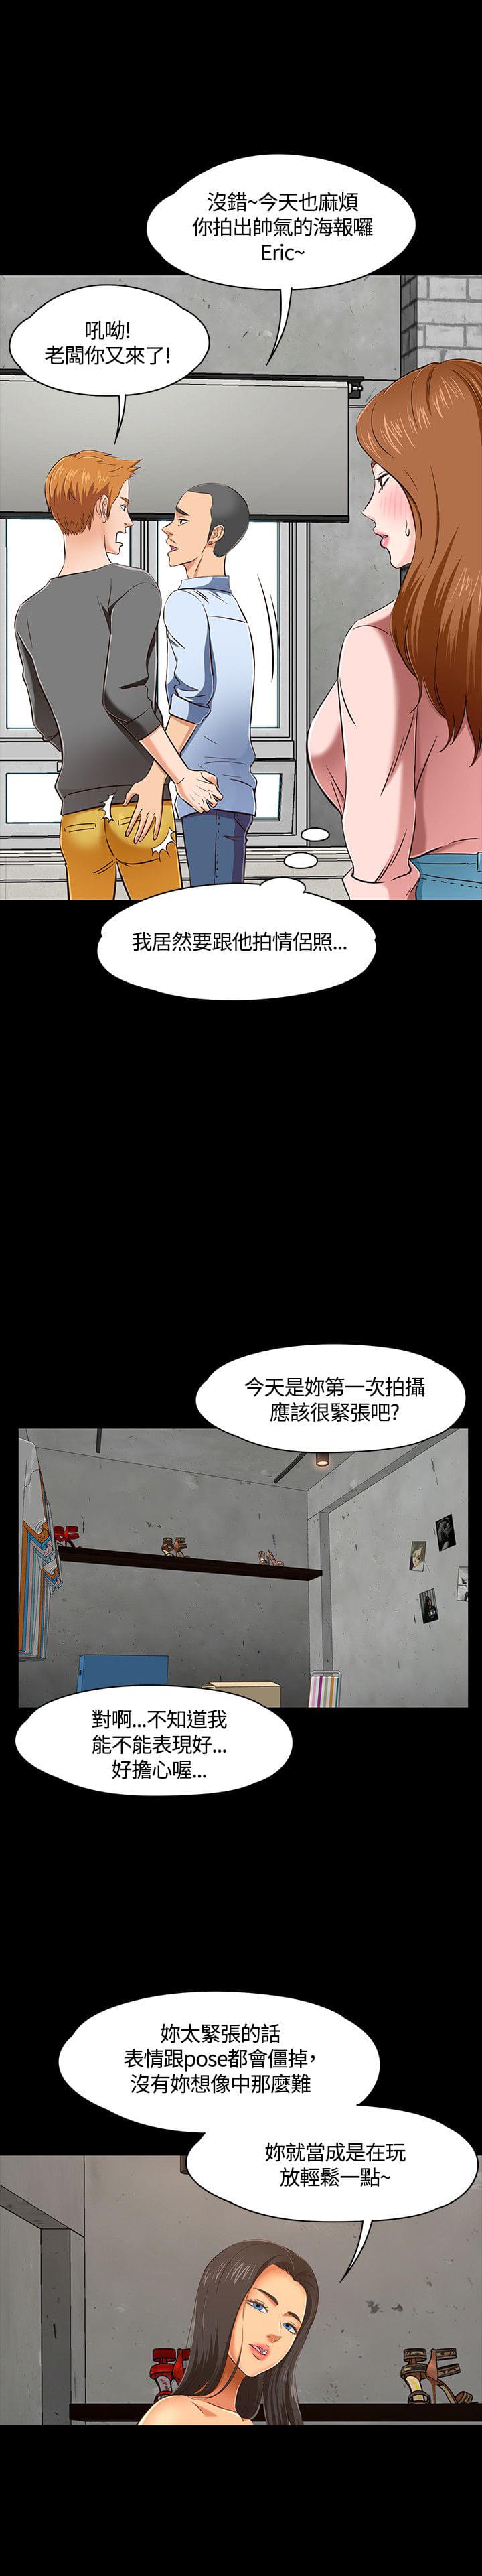 沒錯~今天也麻煩
你拍出帥氣的海報囉
Eric~
吼呦!
老闆你又來了!
我居然要跟他拍情侶照...
今天是妳第一次拍攝
應該很緊張吧?
對啊...不知道我
能不能表現好...
好擔心喔...
妳太緊張的話
表情跟pose都會僵掉,
沒有妳想像中那麼難
妳就當成是在玩
放輕鬆一點~